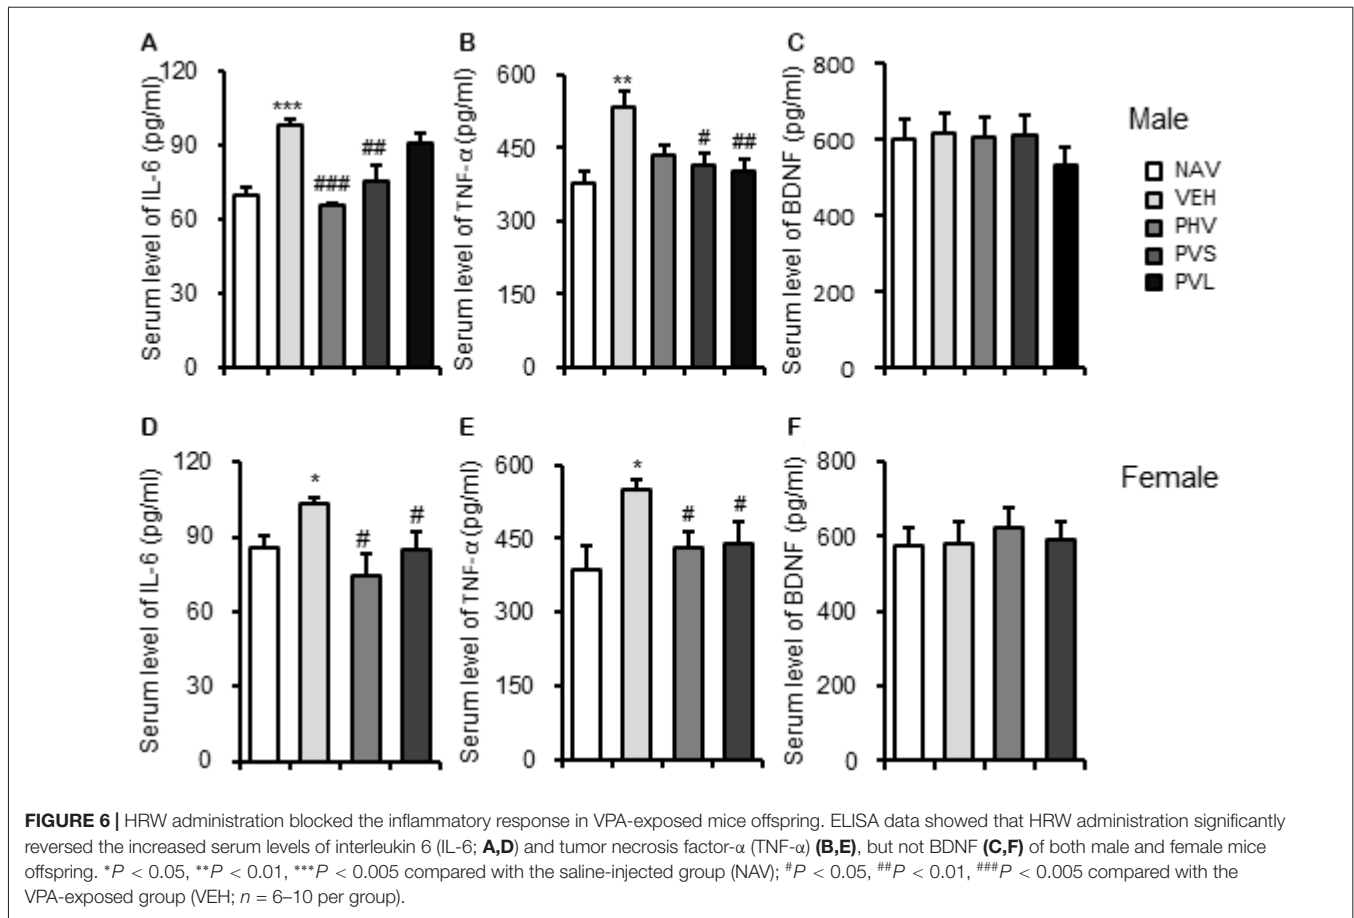 A
B
C
120
90
60
30
0
Serum level of IL-6 (pg/ml)
***
###
##
600
450
300
150
0
Serum level of TNF-α (pg/ml)
**
#
##
800
600
400
200
0
Serum level of BDNF (pg/ml)
Male
NAV
VEH
PHV
PVS
PVL
D
E
F
120
90
60
30
0
Serum level of IL-6 (pg/ml)
*
#
#
600
450
300
150
0
Serum level of TNF-α (pg/ml)
*
#
#
800
600
400
200
0
Serum level of BDNF (pg/ml)
Female
FIGURE 6 | HRW administration blocked the inflammatory response in VPA-exposed mice offspring. ELISA data showed that HRW administration significantly
reversed the increased serum levels of interleukin 6 (IL-6; A,D) and tumor necrosis factor-α (TNF-α) (B,E), but not BDNF (C,F) of both male and female mice
offspring. *P < 0.05, **P < 0.01, ***P < 0.005 compared with the saline-injected group (NAV); #P < 0.05, ##P < 0.01, ###P < 0.005 compared with the
VPA-exposed group (VEH; n = 6–10 per group).